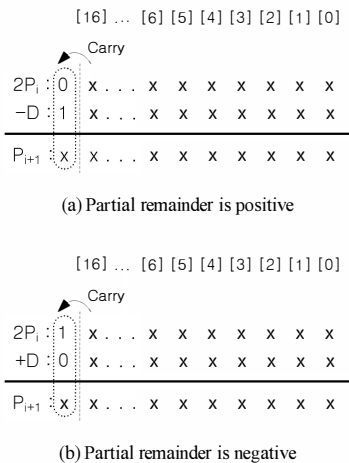 [16] ... [6] [5] [4] [3] [2] [1] [0]
Carry
2Pi : 0 x . . . x x x x x x x
−D : 1 x . . . x x x x x x x
Pi+1 : x x . . . x x x x x x x
(a) Partial remainder is positive
[16] ... [6] [5] [4] [3] [2] [1] [0]
Carry
2Pi : 1 x . . . x x x x x x x
+D : 0 x . . . x x x x x x x
Pi+1 : x x . . . x x x x x x x
(b) Partial remainder is negative